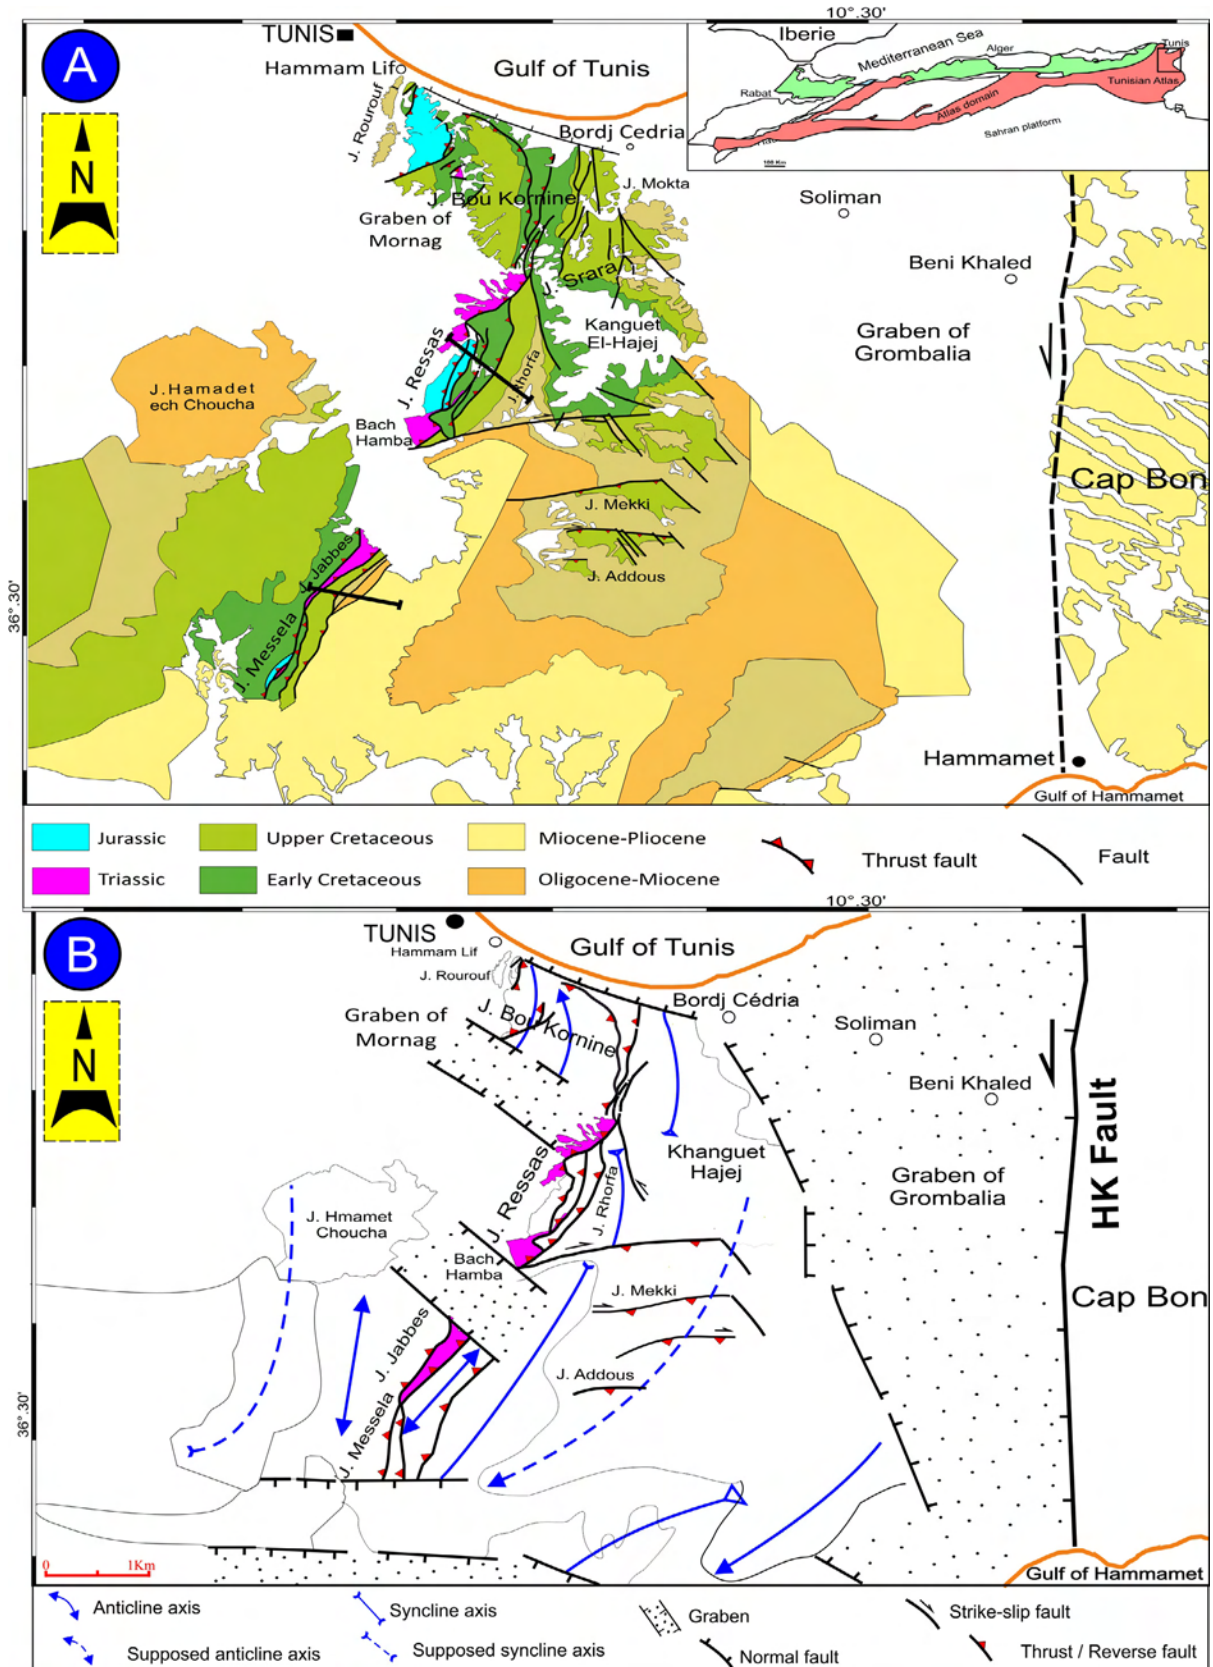 10°.30'
A
N
TUNIS
Hammam Lif
Gulf of Tunis
J. Rourouf
Bordj Cedria
J. Bou Kornine
J. Mokta
Graben of
Mornag
J. Srara
Iberie
Mediterranean Sea
Alger
Tunis
Rabat
Tunisian Atlas
Atlas domain
Sahran platform
100 Km
Soliman
Beni Khaled
Graben of
Grombalia
Kanguet
El-Hajej
J. Ressas
J. Rhorfa
J.Hamadet
ech Choucha
Bach
Hamba
Cap Bon
J. Mekki
J. Addous
J. Jabbes
J. Messela
36°.30'
Hammamet
Gulf of Hammamet
Jurassic
Upper Cretaceous
Miocene-Pliocene
Thrust fault
Fault
Triassic
Early Cretaceous
Oligocene-Miocene
10°.30'
B
N
TUNIS
Hammam Lif
Gulf of Tunis
J. Rourouf
Bordj Cédria
Graben of
Mornag
J. Bou Kornine
Soliman
Beni Khaled
HK Fault
Khanguet
Hajej
Graben of
Grombalia
J. Ressas
J. Rhorfa
J. Hmamet
Choucha
Bach
Hamba
J. Mekki
Cap Bon
J. Jabbes
J. Addous
J. Messela
36°.30'
0
1Km
Gulf of Hammamet
Anticline axis
Syncline axis
Graben
Strike-slip fault
Supposed anticline axis
Supposed syncline axis
Normal fault
Thrust / Reverse fault